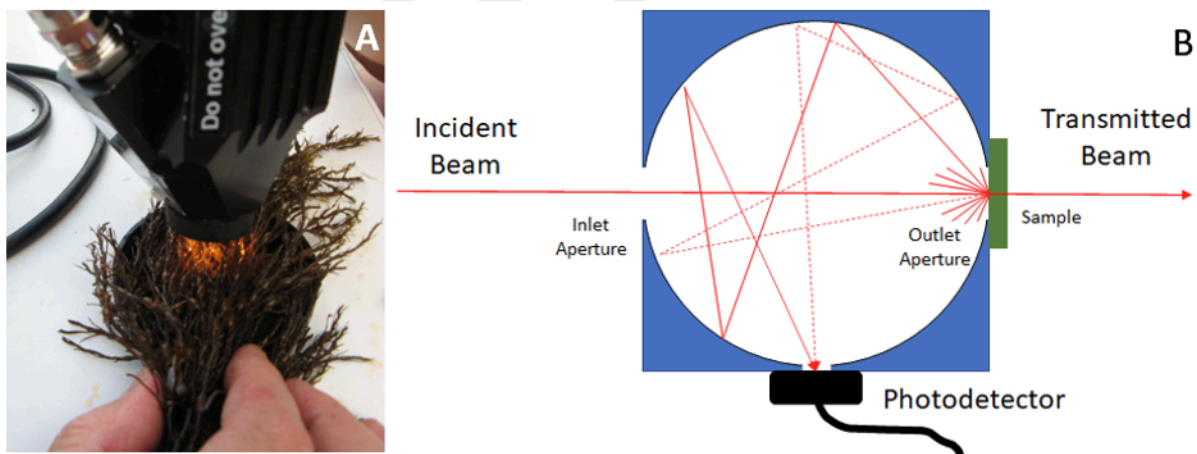 Do not ove
A
B
Incident
Beam
Transmitted
Beam
Inlet
Aperture
Outlet
Aperture
Sample
Photodetector